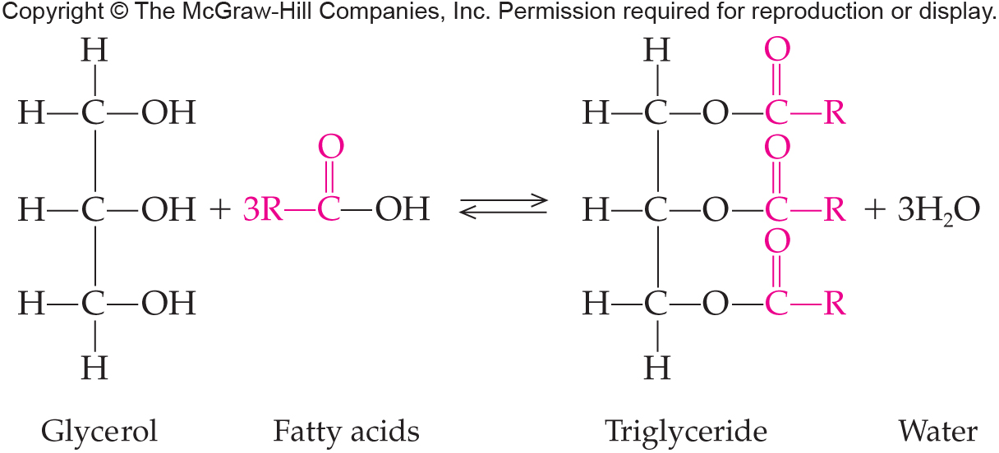 Copyright © The McGraw-Hill Companies, Inc. Permission required for reproduction or display.
H H O
H—C—OH H—C—O—C—R
O O
H—C—OH + 3R—C—OH ⇌ H—C—O—C—R + 3H₂O
O
H—C—OH H—C—O—C—R
H H
Glycerol Fatty acids Triglyceride Water